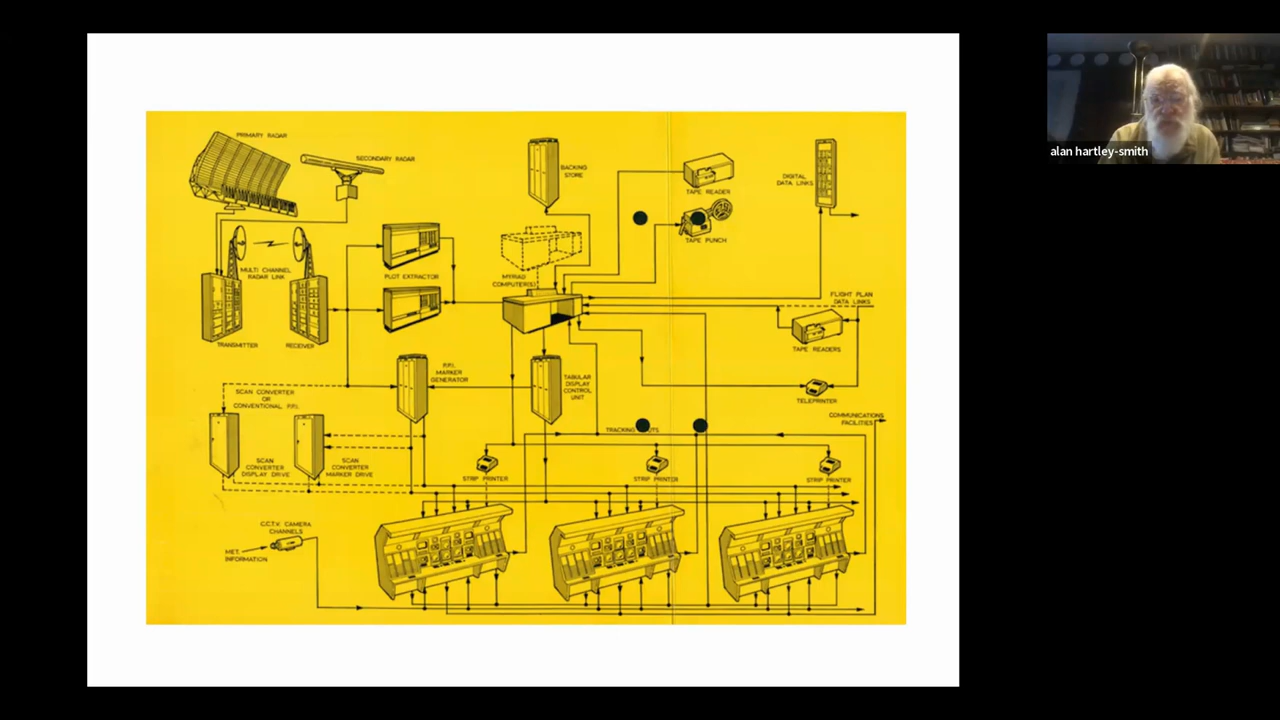 PRIMARY RADAR
SECONDARY RADAR
BACKING
STORE
TAPE READER
DIGITAL
DATA LINKS
TAPE PUNCH
MULTI CHANNEL
RADAR LINK
PLOT EXTRACTOR
MYRIAD
COMPUTER(S)
FLIGHT PLAN
DATA LINKS
TRANSMITTER
RECEIVER
TAPE READERS
P.P.I.
MARKER
GENERATOR
TABULAR
DISPLAY
CONTROL
UNIT
SCAN CONVERTER
OR
CONVENTIONAL P.P.I.
TELEPRINTER
COMMUNICATIONS
FACILITIES
TRACKING
SCAN
CONVERTER
DISPLAY DRIVE
SCAN
CONVERTER
MARKER DRIVE
STRIP PRINTER
STRIP PRINTER
STRIP PRINTER
C.C.T.V. CAMERA
CHANNELS
MET.
INFORMATION
alan hartley-smith